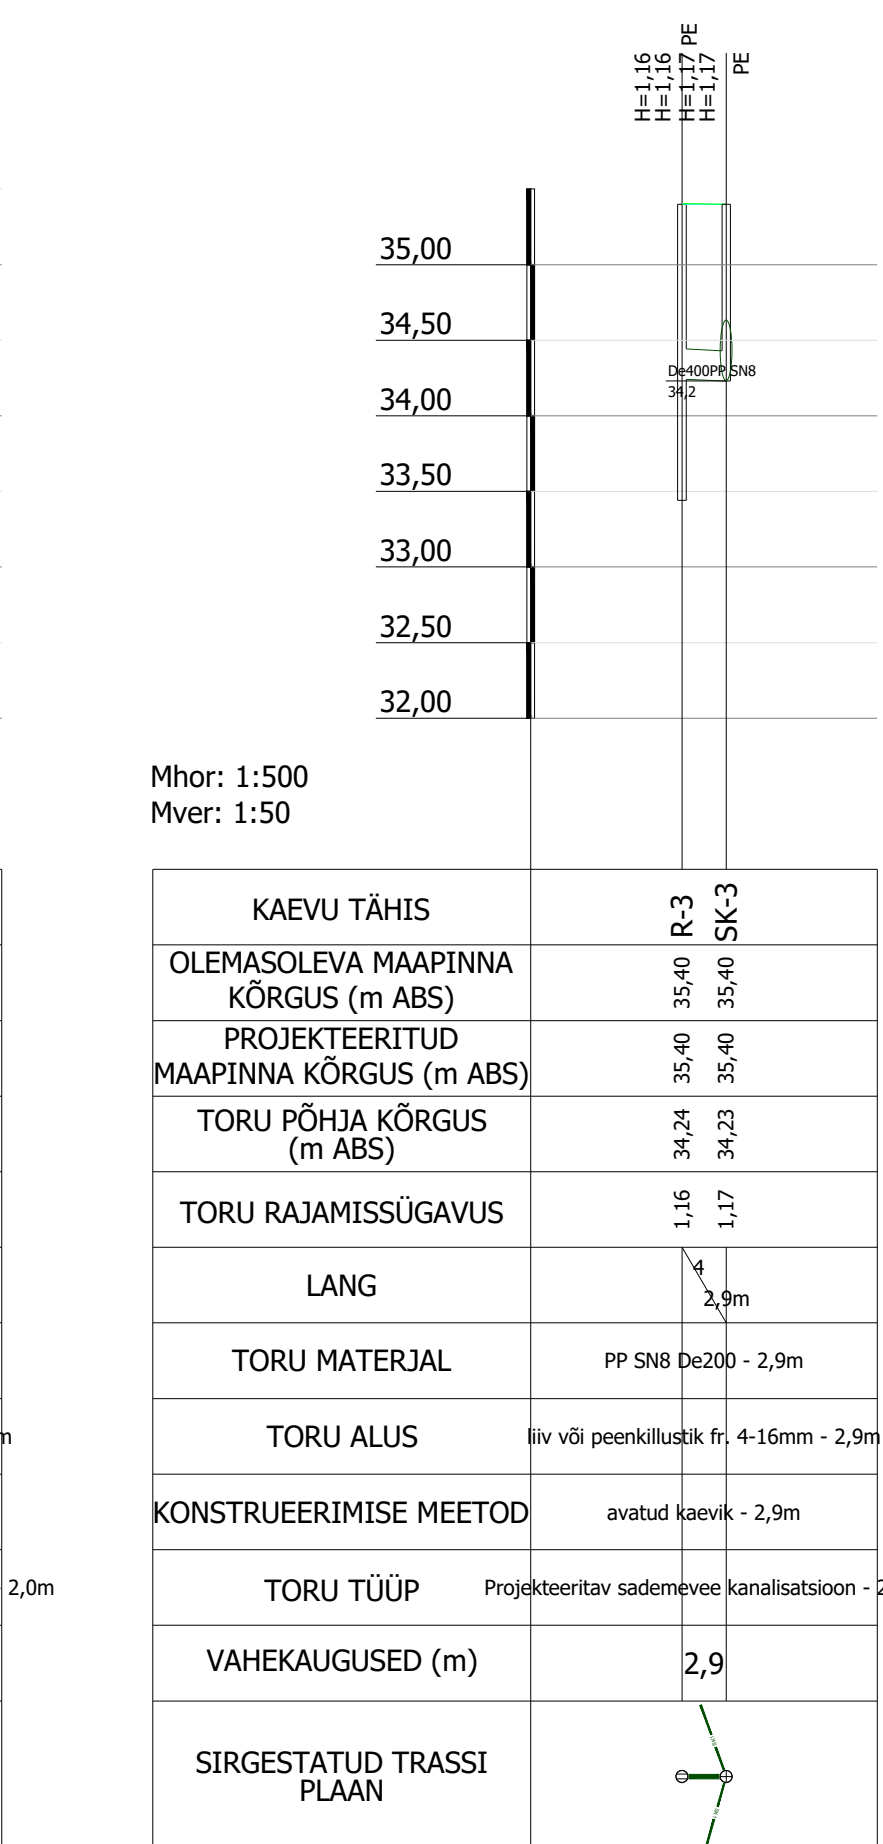 H=1,16
H=1,16
H=1,17 PE
H=1,17
PE
35,00
34,50
34,00
33,50
33,00
32,50
32,00
De400PP SN8
34,2
Mhor: 1:500
Mver: 1:50
KAEVU TÄHIS
R-3
SK-3
OLEMASOLEVA MAAPINNA
KÕRGUS (m ABS)
35,40
35,40
PROJEKTEERITUD
MAAPINNA KÕRGUS (m ABS)
35,40
35,40
TORU PÕHJA KÕRGUS
(m ABS)
34,24
34,23
TORU RAJAMISSÜGAVUS
1,16
1,17
LANG
4
2,9m
TORU MATERJAL
PP SN8 De200 - 2,9m
TORU ALUS
liiv või peenkillustik fr. 4-16mm - 2,9m
KONSTRUEERIMISE MEETOD
avatud kaevik - 2,9m
2,0m
TORU TÜÜP
Projekteeritav sademevee kanalisatsioon - 2
VAHEKAUGUSED (m)
2,9
SIRGESTATUD TRASSI
PLAAN